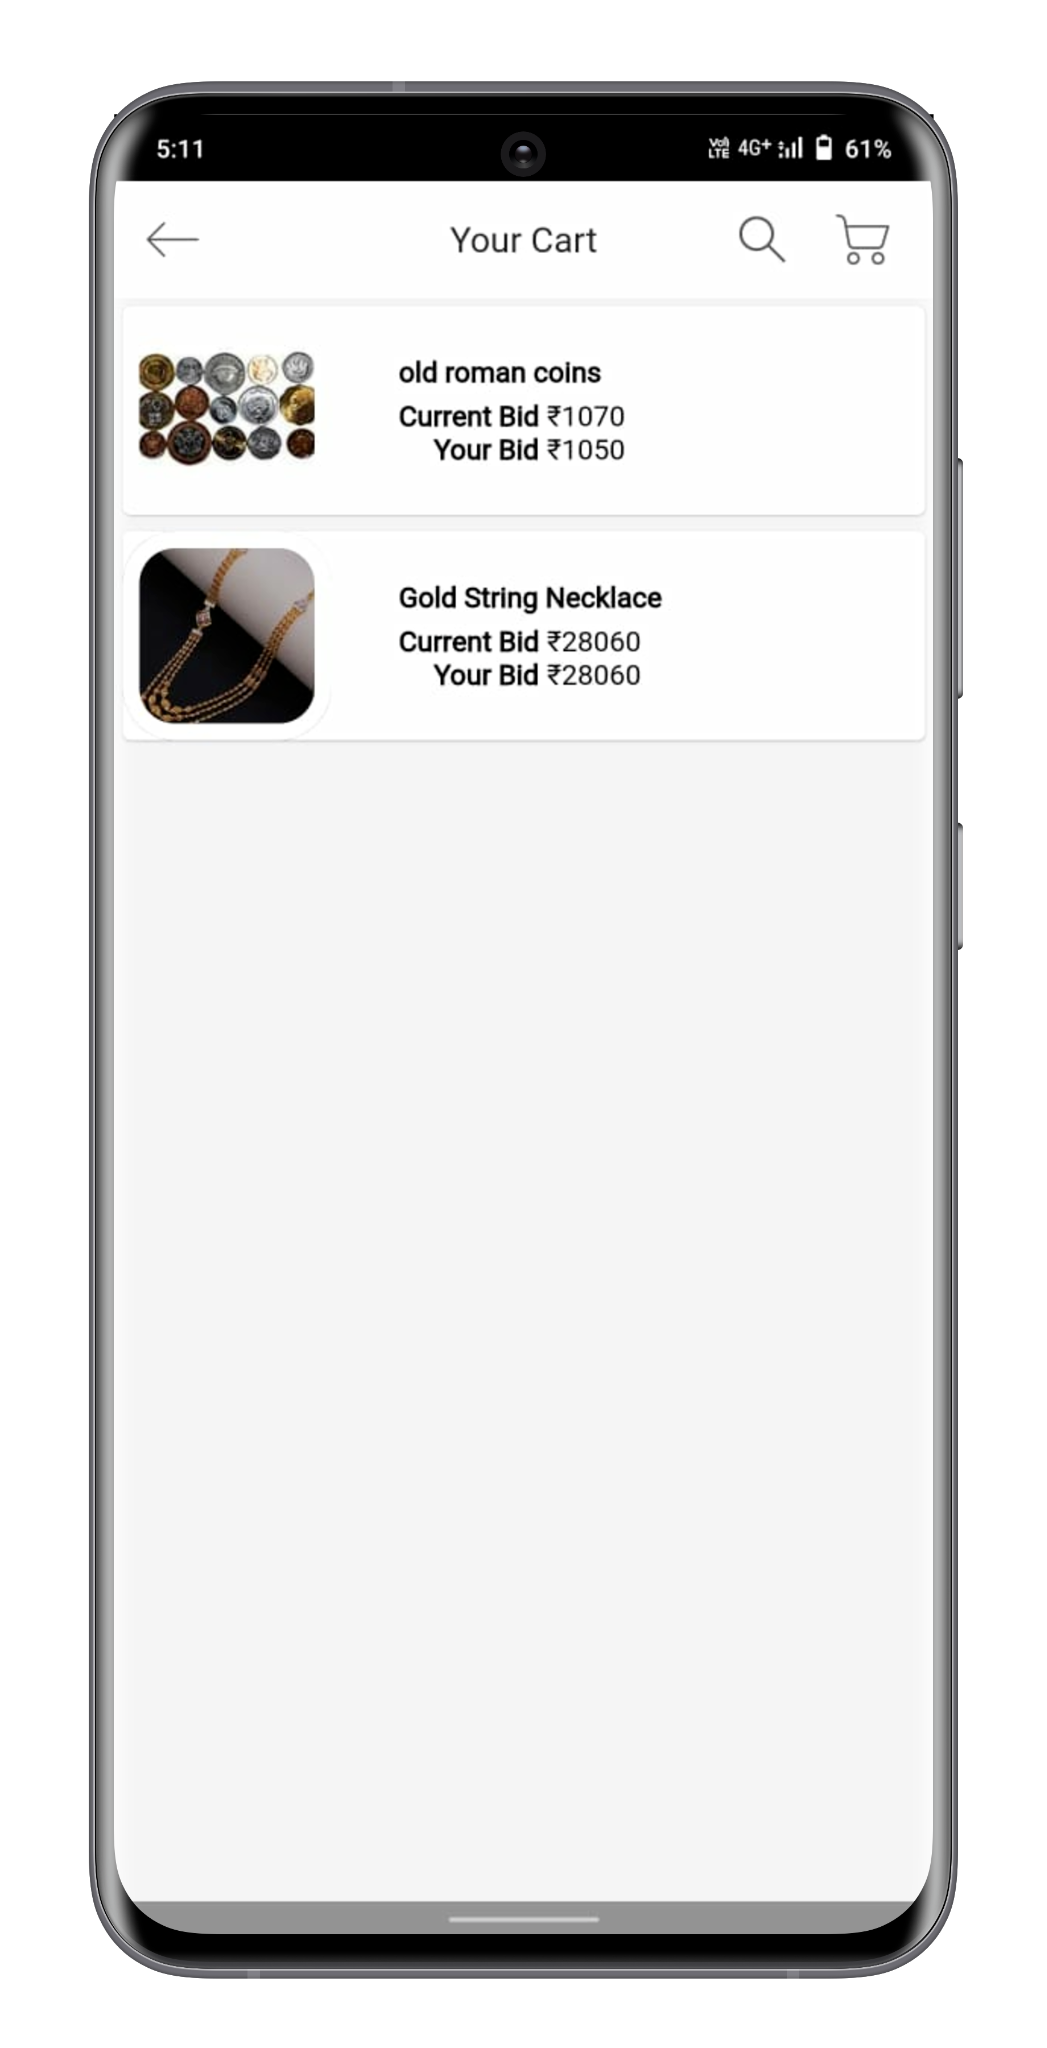 5:11
Vo) LTE 4G+ 61%
Your Cart
old roman coins
Current Bid ₹1070
Your Bid ₹1050
Gold String Necklace
Current Bid ₹28060
Your Bid ₹28060